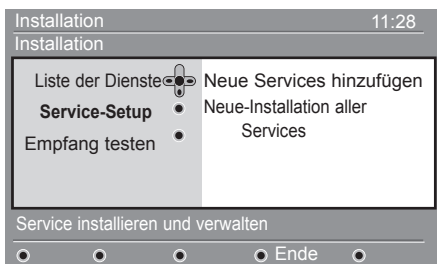 Installation 11:28
Installation
Liste der Dienste
Service-Setup
Empfang testen
Neue Services hinzufügen
Neue-Installation aller
Services
Service installieren und verwalten
Ende